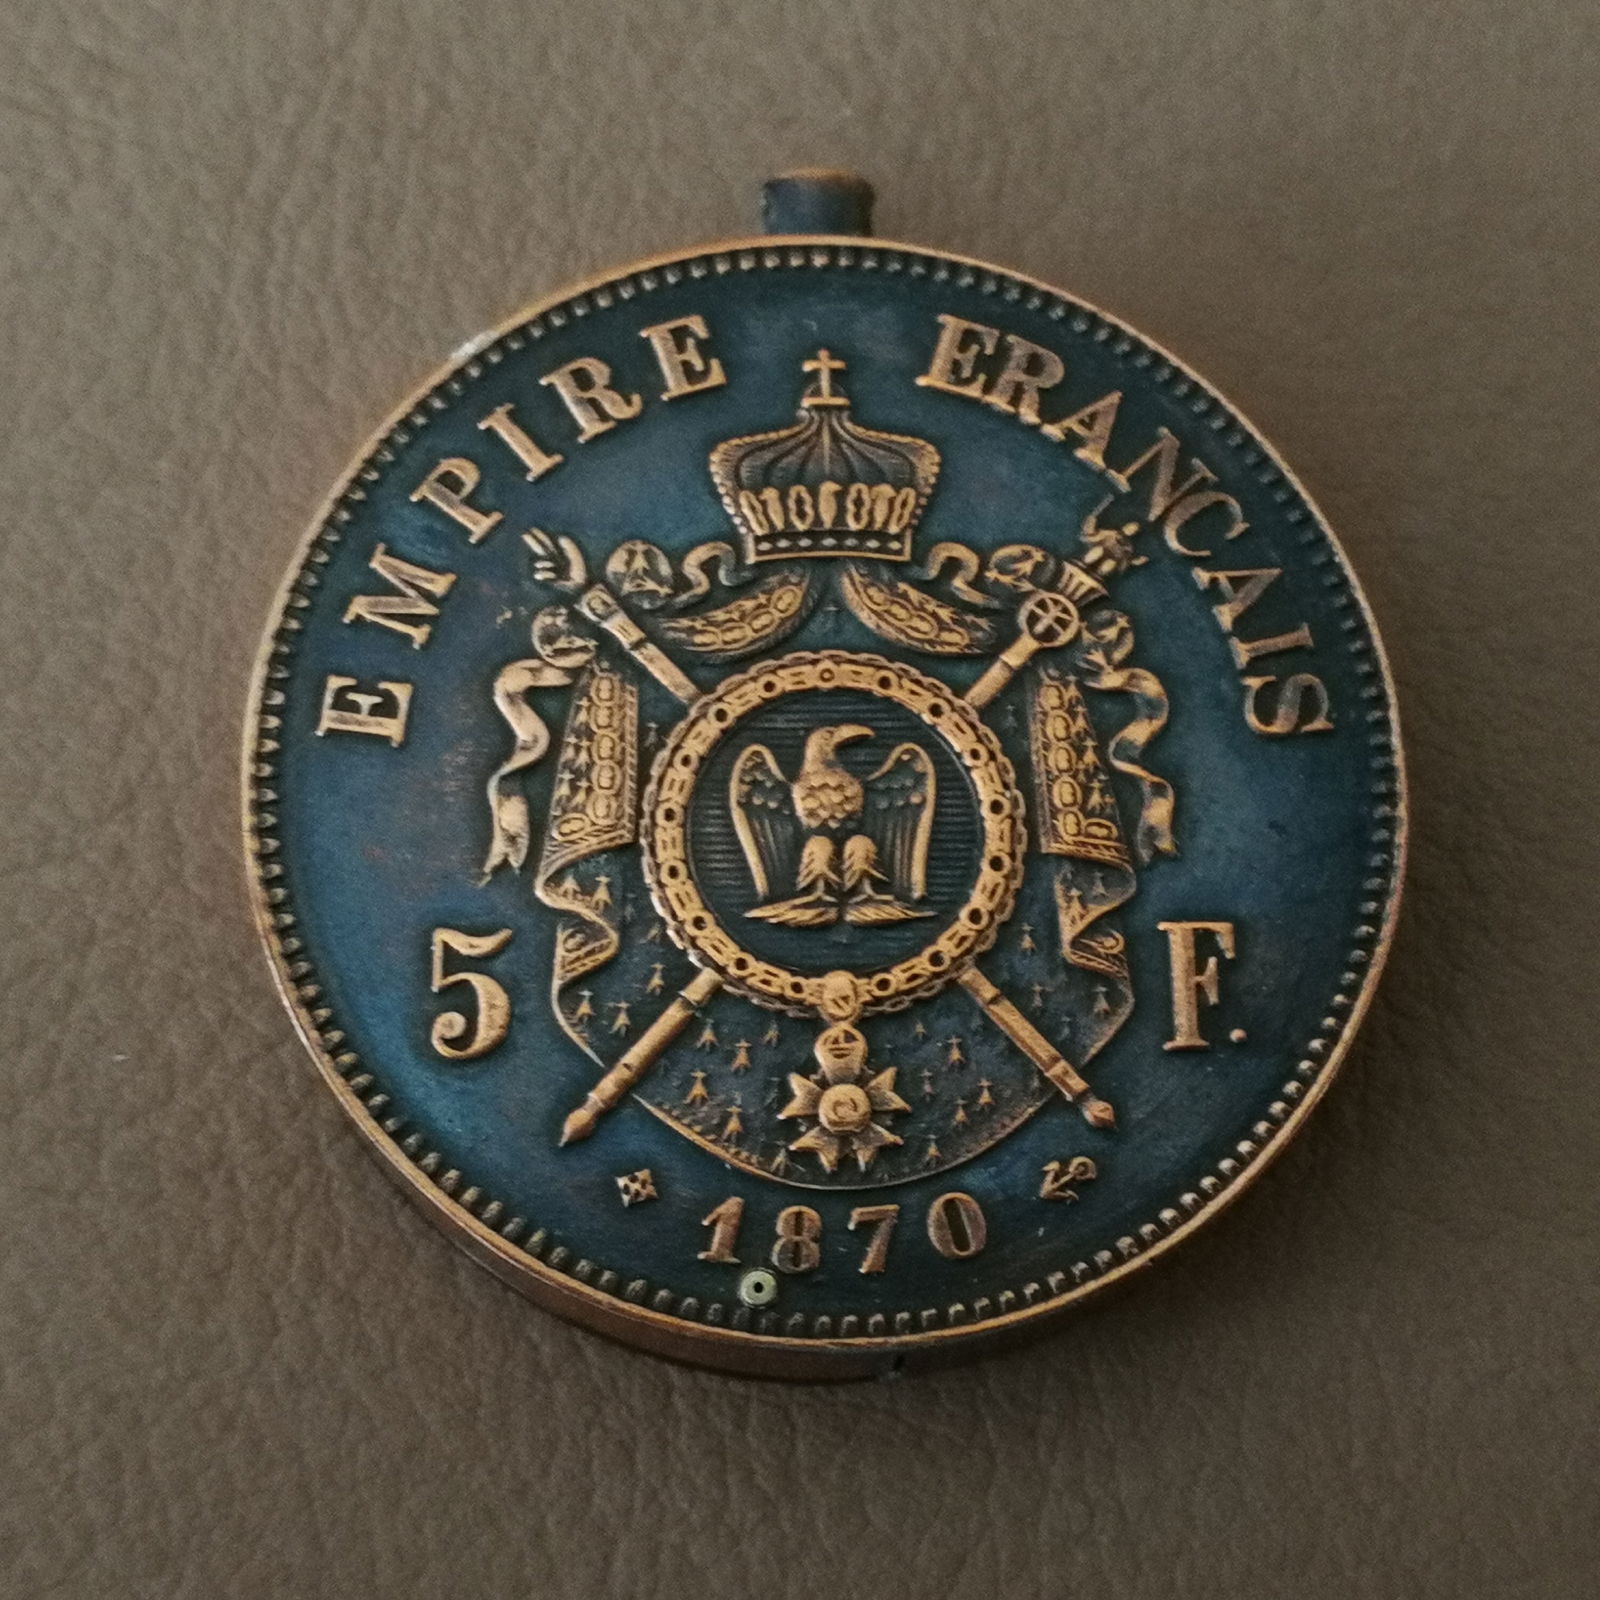 EMPIRE ERANCAIS
5 F.
1870